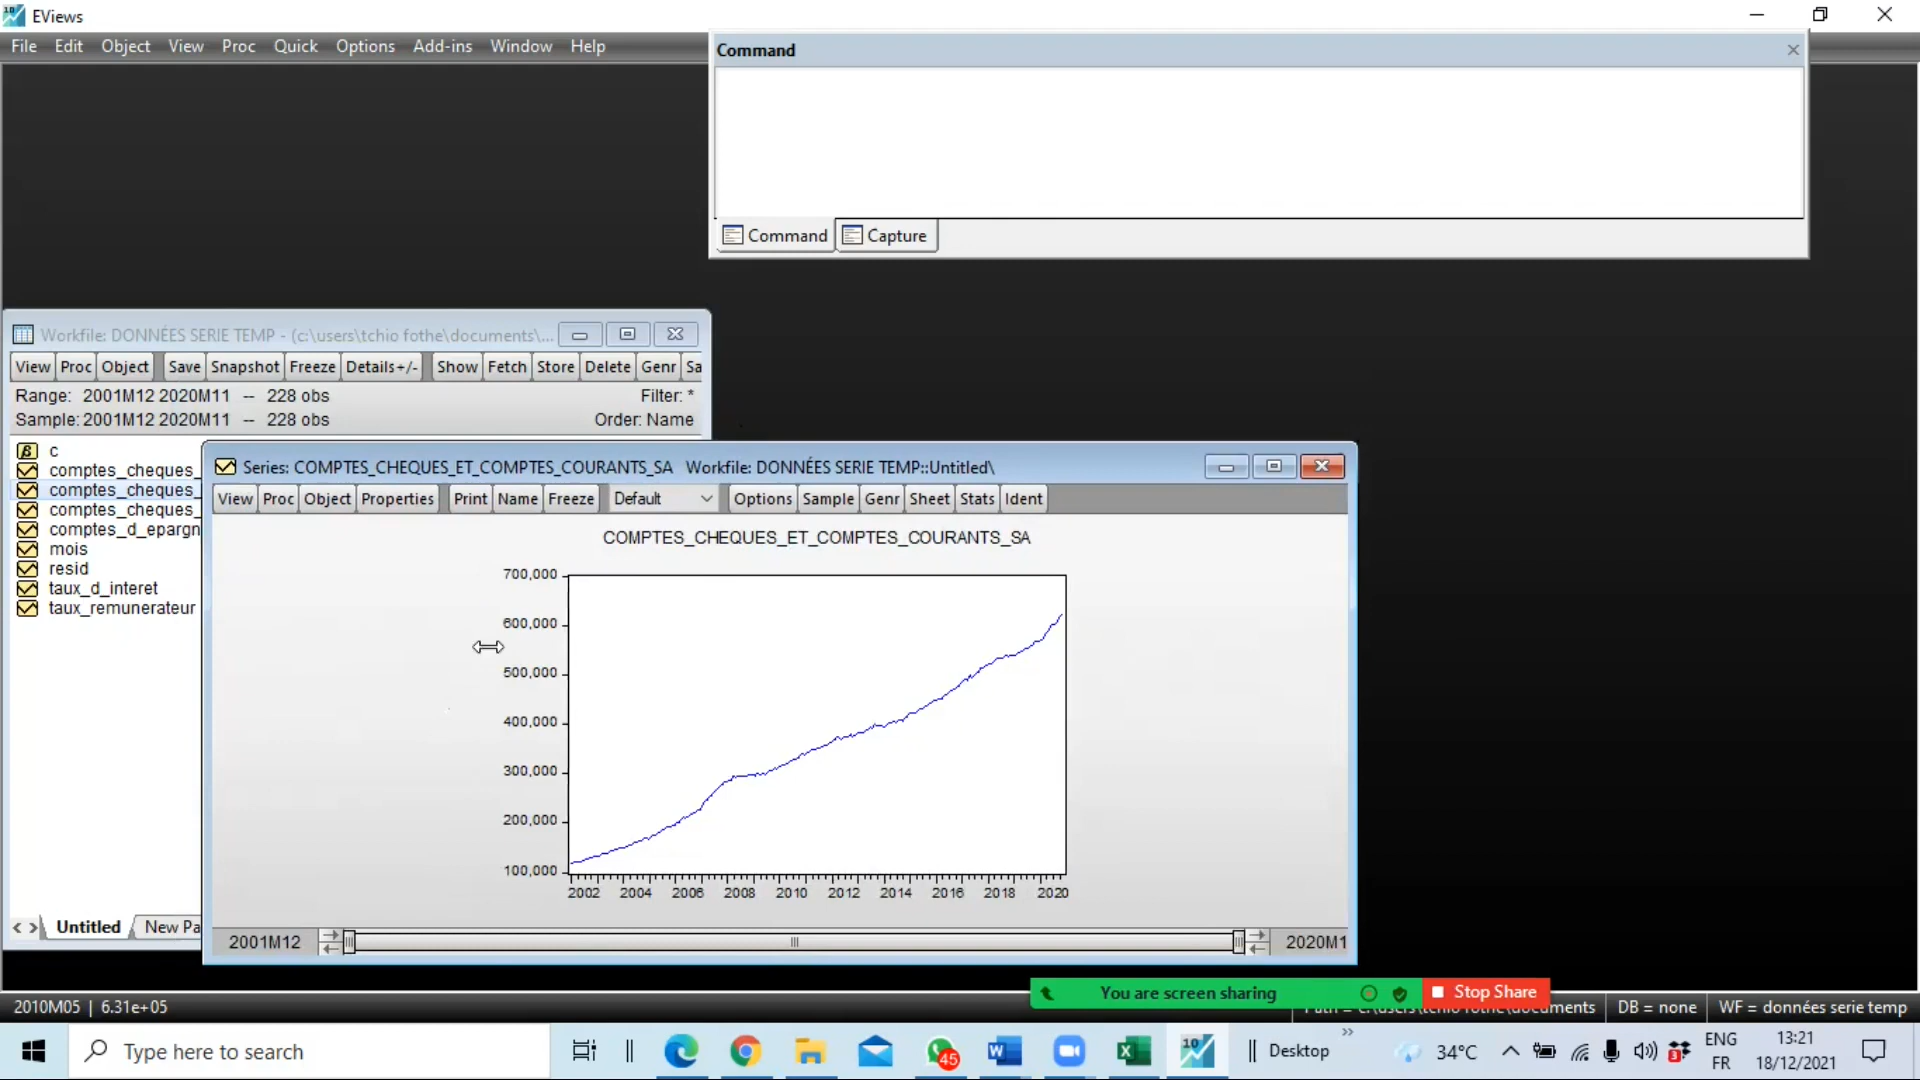 EViews
File Edit Object View Proc Quick Options Add-ins Window Help
Command
Command Capture
Workfile: DONNÉES SERIE TEMP - (c:\users\tchio fothe\documents\...
View Proc Object Save Snapshot Freeze Details+/- Show Fetch Store Delete Genr Sa
Range: 2001M12 2020M11 -- 228 obs Filter: *
Sample: 2001M12 2020M11 -- 228 obs Order: Name
β c
comptes_cheques_
comptes_cheques_
comptes_cheques_
comptes_d_epargn
mois
resid
taux_d_interet
taux_remunerateur
Untitled New Pa
Series: COMPTES_CHEQUES_ET_COMPTES_COURANTS_SA Workfile: DONNÉES SERIE TEMP::Untitled\
View Proc Object Properties Print Name Freeze Default Options Sample Genr Sheet Stats Ident
COMPTES_CHEQUES_ET_COMPTES_COURANTS_SA
700,000
600,000
500,000
400,000
300,000
200,000
100,000
2002 2004 2006 2008 2010 2012 2014 2016 2018 2020
2001M12 2020M1
You are screen sharing Stop Share
2010M05 | 6.31e+05 DB = none WF = données serie temp
Type here to search 45 10 Desktop 34°C ENG 13:21
FR 18/12/2021